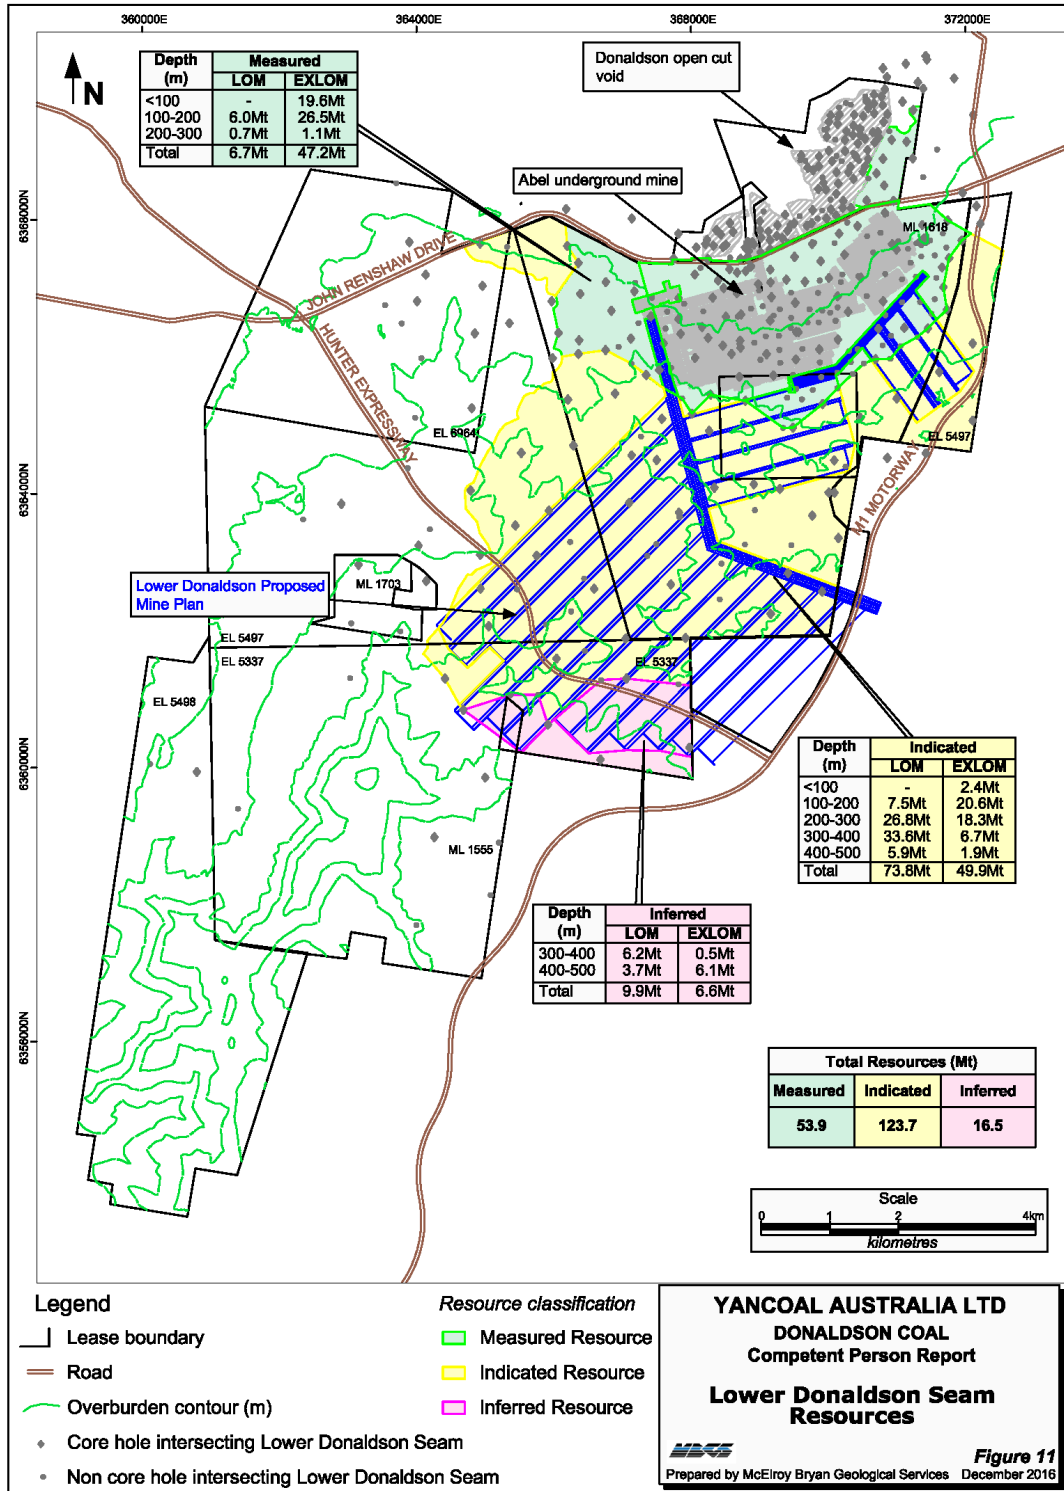 360000E 364000E 368000E 372000E
6368000N
6364000N
6360000N
6356000N
N
Depth (m) Measured
LOM EXLOM
<100 - 19.6Mt
100-200 6.0Mt 26.5Mt
200-300 0.7Mt 1.1Mt
Total 6.7Mt 47.2Mt
Donaldson open cut
void
Abel underground mine
ML 1618
JOHN RENSHAW DRIVE
HUNTER EXPRESSWAY
EL 6964
EL 5497
M1 MOTORWAY
Lower Donaldson Proposed
Mine Plan
ML 1703
EL 5497
EL 5337
EL 5337
EL 5498
ML 1555
Depth (m) Indicated
LOM EXLOM
<100 - 2.4Mt
100-200 7.5Mt 20.6Mt
200-300 26.8Mt 18.3Mt
300-400 33.6Mt 6.7Mt
400-500 5.9Mt 1.9Mt
Total 73.8Mt 49.9Mt
Depth (m) Inferred
LOM EXLOM
300-400 6.2Mt 0.5Mt
400-500 3.7Mt 6.1Mt
Total 9.9Mt 6.6Mt
Total Resources (Mt)
Measured Indicated Inferred
53.9 123.7 16.5
Scale
0 1 2 4km
kilometres
Legend
Lease boundary
Road
Overburden contour (m)
Core hole intersecting Lower Donaldson Seam
Non core hole intersecting Lower Donaldson Seam
Resource classification
Measured Resource
Indicated Resource
Inferred Resource
YANCOAL AUSTRALIA LTD
DONALDSON COAL
Competent Person Report
Lower Donaldson Seam
Resources
Figure 11
Prepared by McElroy Bryan Geological Services December 2016